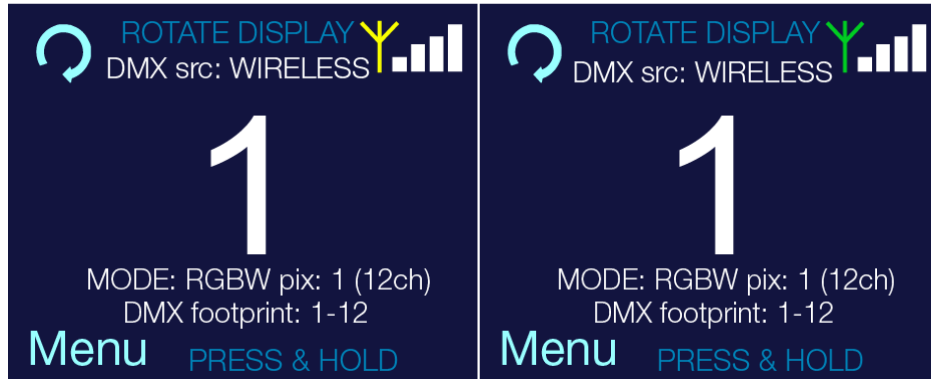 ROTATE DISPLAY
DMX src: WIRELESS
1
MODE: RGBW pix: 1 (12ch)
DMX footprint: 1-12
Menu PRESS & HOLD
ROTATE DISPLAY
DMX src: WIRELESS
1
MODE: RGBW pix: 1 (12ch)
DMX footprint: 1-12
Menu PRESS & HOLD